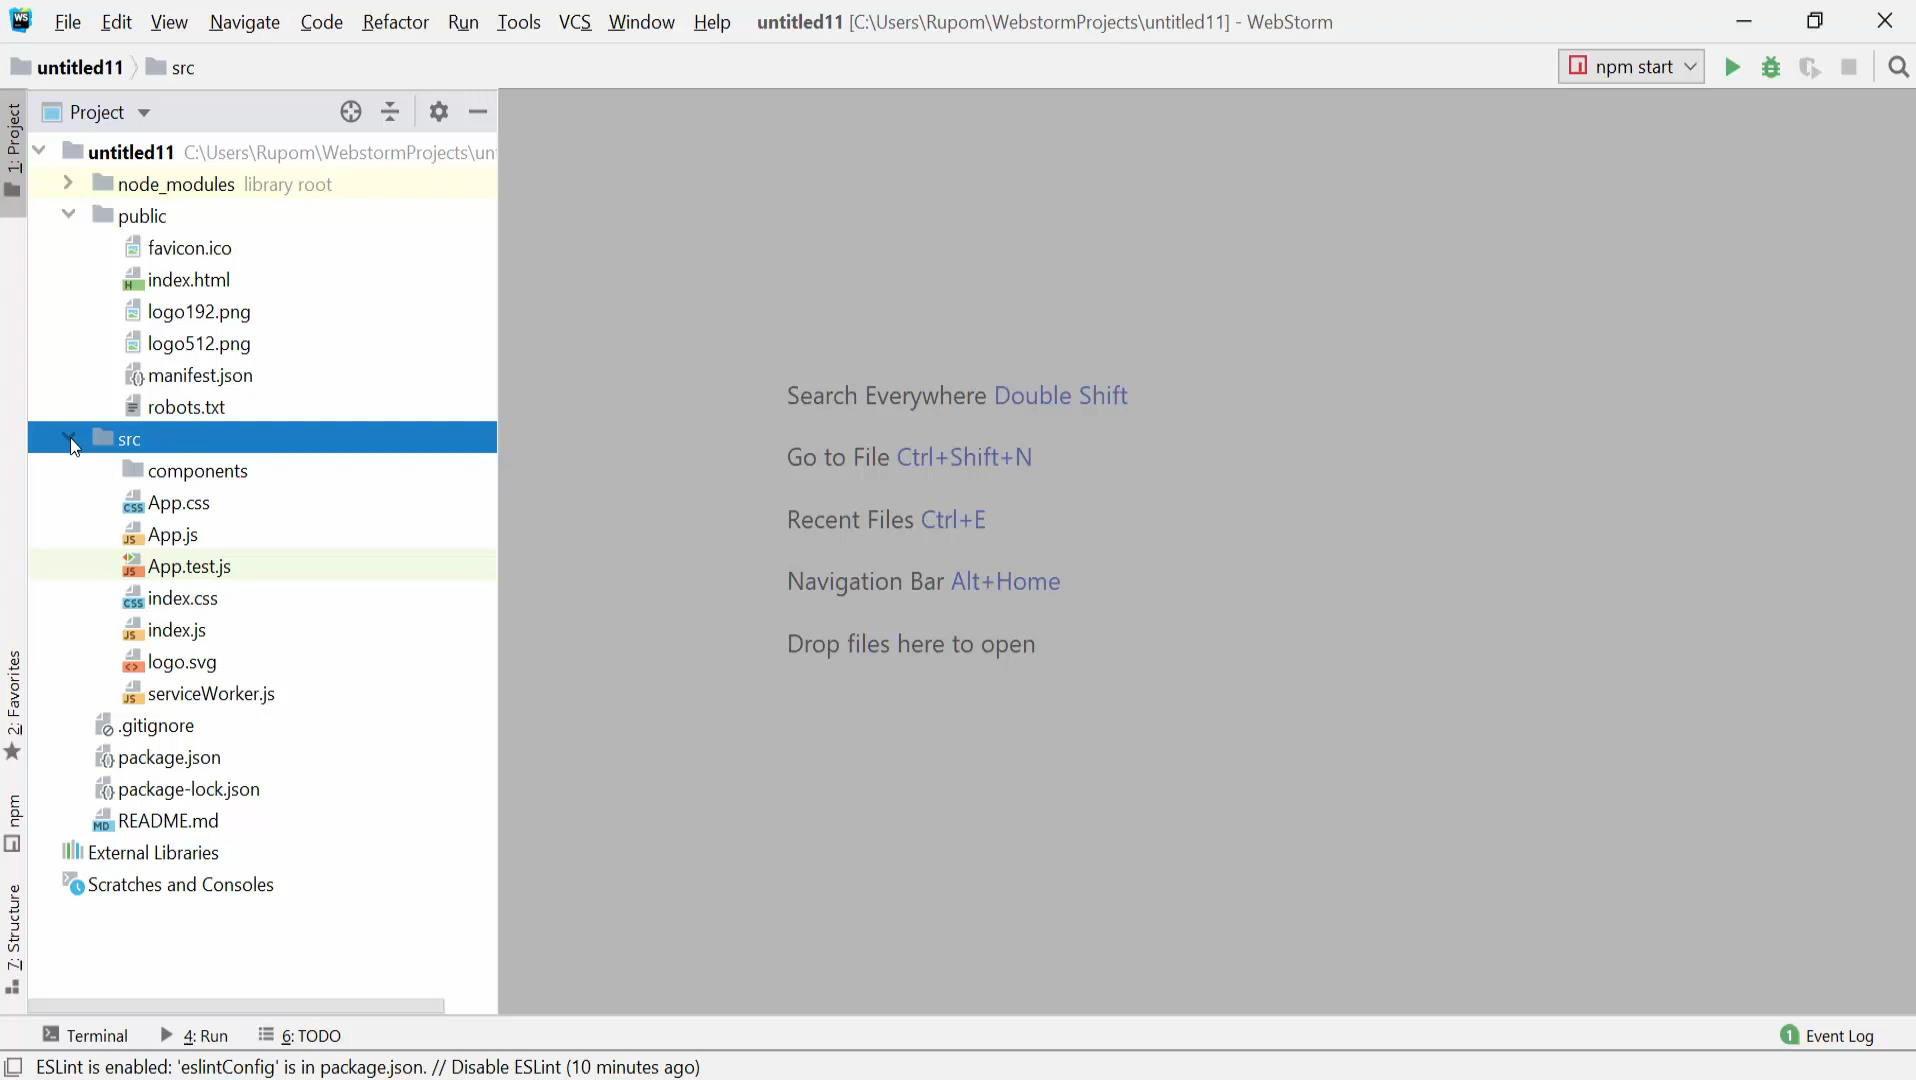 WS File Edit View Navigate Code Refactor Run Tools VCS Window Help untitled11 [C:\Users\Rupom\WebstormProjects\untitled11] - WebStorm
untitled11 src npm start
1: Project
Project
untitled11 C:\Users\Rupom\WebstormProjects\un
node_modules library root
public
favicon.ico
index.html
logo192.png
logo512.png
manifest.json
robots.txt
src
components
App.css
App.js
App.test.js
index.css
index.js
logo.svg
serviceWorker.js
.gitignore
package.json
package-lock.json
README.md
External Libraries
Scratches and Consoles
Search Everywhere Double Shift
Go to File Ctrl+Shift+N
Recent Files Ctrl+E
Navigation Bar Alt+Home
Drop files here to open
2: Favorites
npm
7: Structure
Terminal 4: Run 6: TODO 1 Event Log
ESLint is enabled: 'eslintConfig' is in package.json. // Disable ESLint (10 minutes ago)